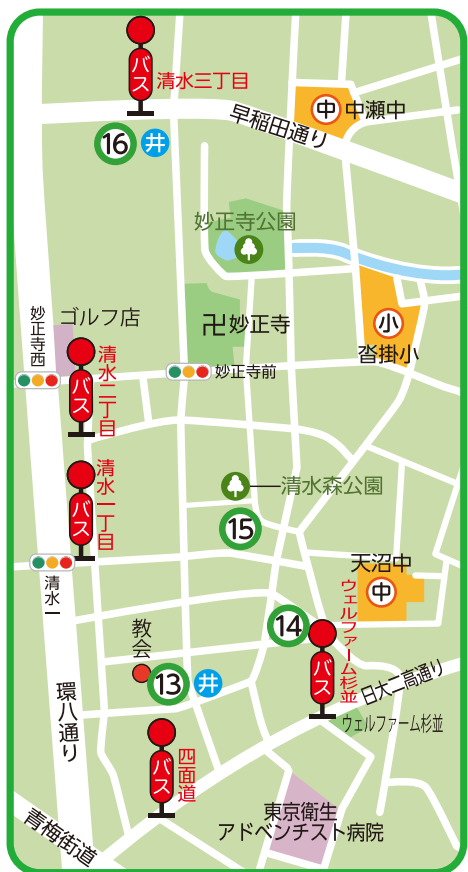 バス
清水三丁目
早稲田通り
中
中瀬中
16
井
妙正寺公園
妙正寺西
ゴルフ店
卍妙正寺
小
沓掛小
バス
清水二丁目
妙正寺前
バス
清水一丁目
清水森公園
15
清水一
天沼中
中
教会
14
バス
ウェルファーム杉並
13
井
日大二高通り
ウェルファーム杉並
環八通り
バス
四面道
青梅街道
東京衛生
アドベンチスト病院